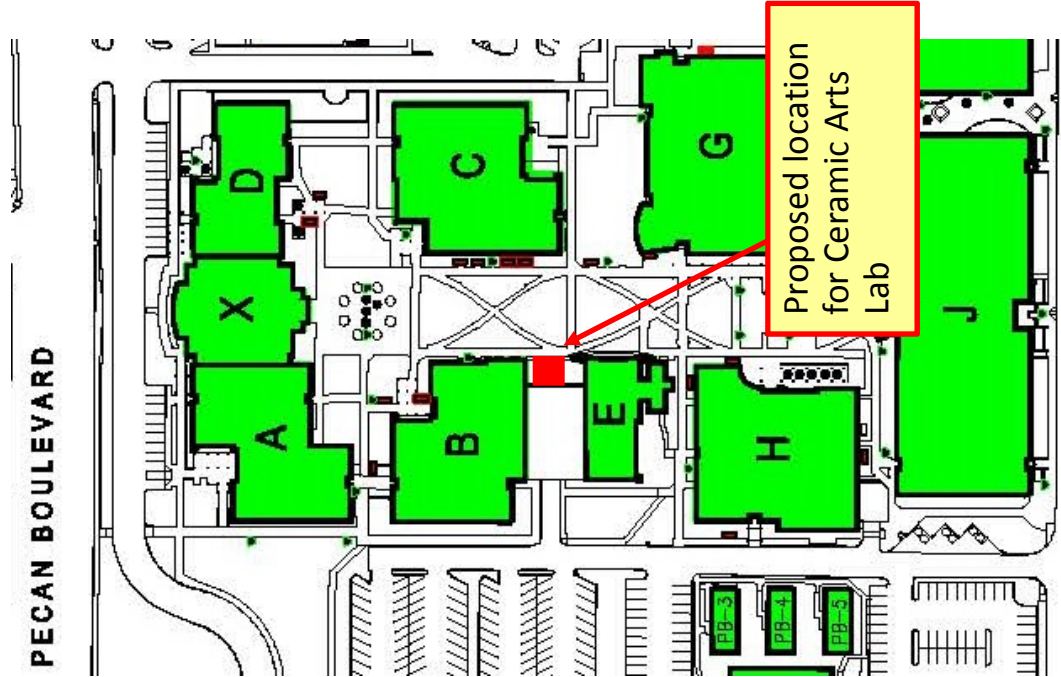 PECAN BOULEVARD
D
X
A
C
B
E
G
H
J
Proposed location
for Ceramic Arts
Lab
PB-3
PB-4
PB-5